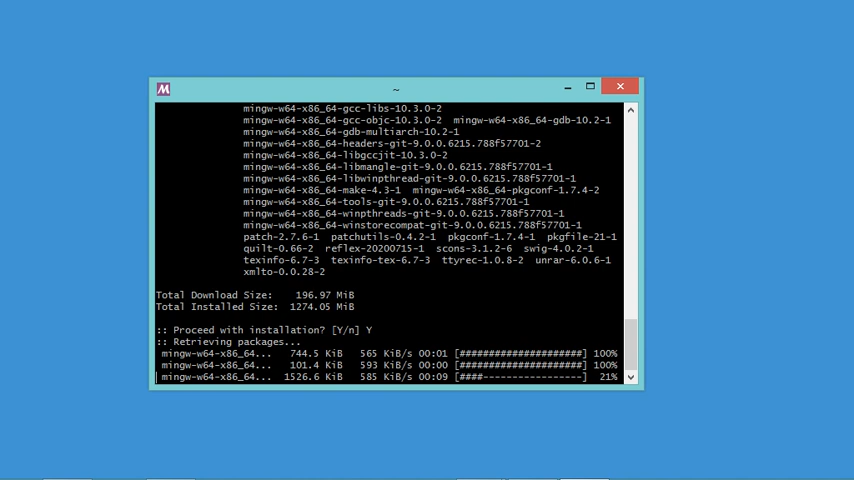 ~
mingw-w64-x86_64-gcc-libs-10.3.0-2
mingw-w64-x86_64-gcc-objc-10.3.0-2 mingw-w64-x86_64-gdb-10.2-1
mingw-w64-x86_64-gdb-multiarch-10.2-1
mingw-w64-x86_64-headers-git-9.0.0.6215.788f57701-2
mingw-w64-x86_64-libgccjit-10.3.0-2
mingw-w64-x86_64-libmangle-git-9.0.0.6215.788f57701-1
mingw-w64-x86_64-libwinpthread-git-9.0.0.6215.788f57701-1
mingw-w64-x86_64-make-4.3-1 mingw-w64-x86_64-pkgconf-1.7.4-2
mingw-w64-x86_64-tools-git-9.0.0.6215.788f57701-1
mingw-w64-x86_64-winpthreads-git-9.0.0.6215.788f57701-1
mingw-w64-x86_64-winstorecompat-git-9.0.0.6215.788f57701-1
patch-2.7.6-1 patchutils-0.4.2-1 pkgconf-1.7.4-1 pkgfile-21-1
quilt-0.66-2 reflex-20200715-1 scons-3.1.2-6 swig-4.0.2-1
texinfo-6.7-3 texinfo-tex-6.7-3 ttyrec-1.0.8-2 unrar-6.0.6-1
xmlto-0.0.28-2
Total Download Size: 196.97 MiB
Total Installed Size: 1274.05 MiB
:: Proceed with installation? [Y/n] Y
:: Retrieving packages...
mingw-w64-x86_64... 744.5 KiB 565 KiB/s 00:01 [#####################] 100%
mingw-w64-x86_64... 101.4 KiB 593 KiB/s 00:00 [#####################] 100%
mingw-w64-x86_64... 1526.6 KiB 585 KiB/s 00:09 [####-----------------] 21%